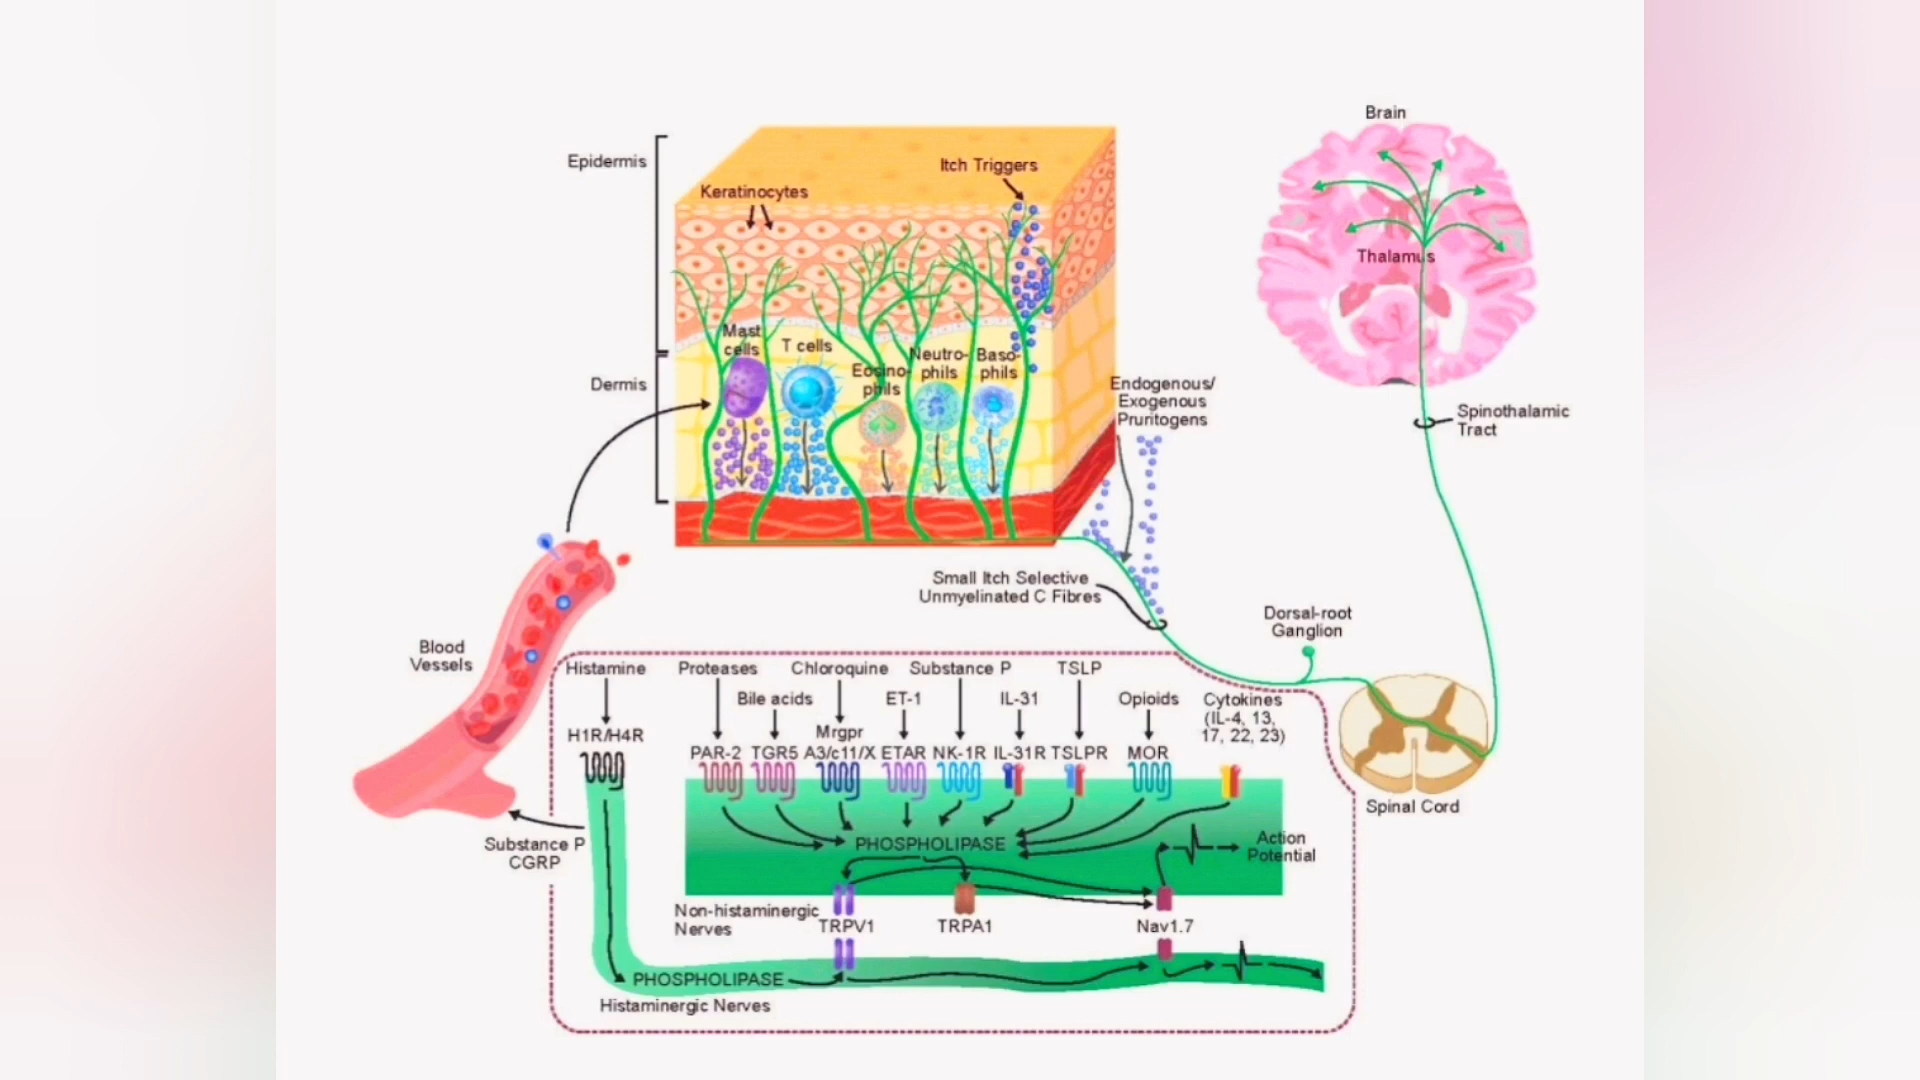 Brain
Epidermis
Itch Triggers
Keratinocytes
Thalamus
Mast
cells
T cells
Eosino-
phils
Neutro-
phils
Baso-
phils
Dermis
Endogenous/
Exogenous
Pruritogens
Spinothalamic
Tract
Small Itch Selective
Unmyelinated C Fibres
Dorsal-root
Ganglion
Blood
Vessels
Spinal Cord
Histamine
Proteases
Chloroquine
Substance P
TSLP
Bile acids
ET-1
IL-31
Opioids
Cytokines
(IL-4, 13,
17, 22, 23)
H1R/H4R
PAR-2
TGR5
Mrgpr
A3/c11/X
ETAR
NK-1R
IL-31R
TSLPR
MOR
Substance P
CGRP
PHOSPHOLIPASE
Action
Potential
Non-histaminergic
Nerves
TRPV1
TRPA1
Nav1.7
PHOSPHOLIPASE
Histaminergic Nerves